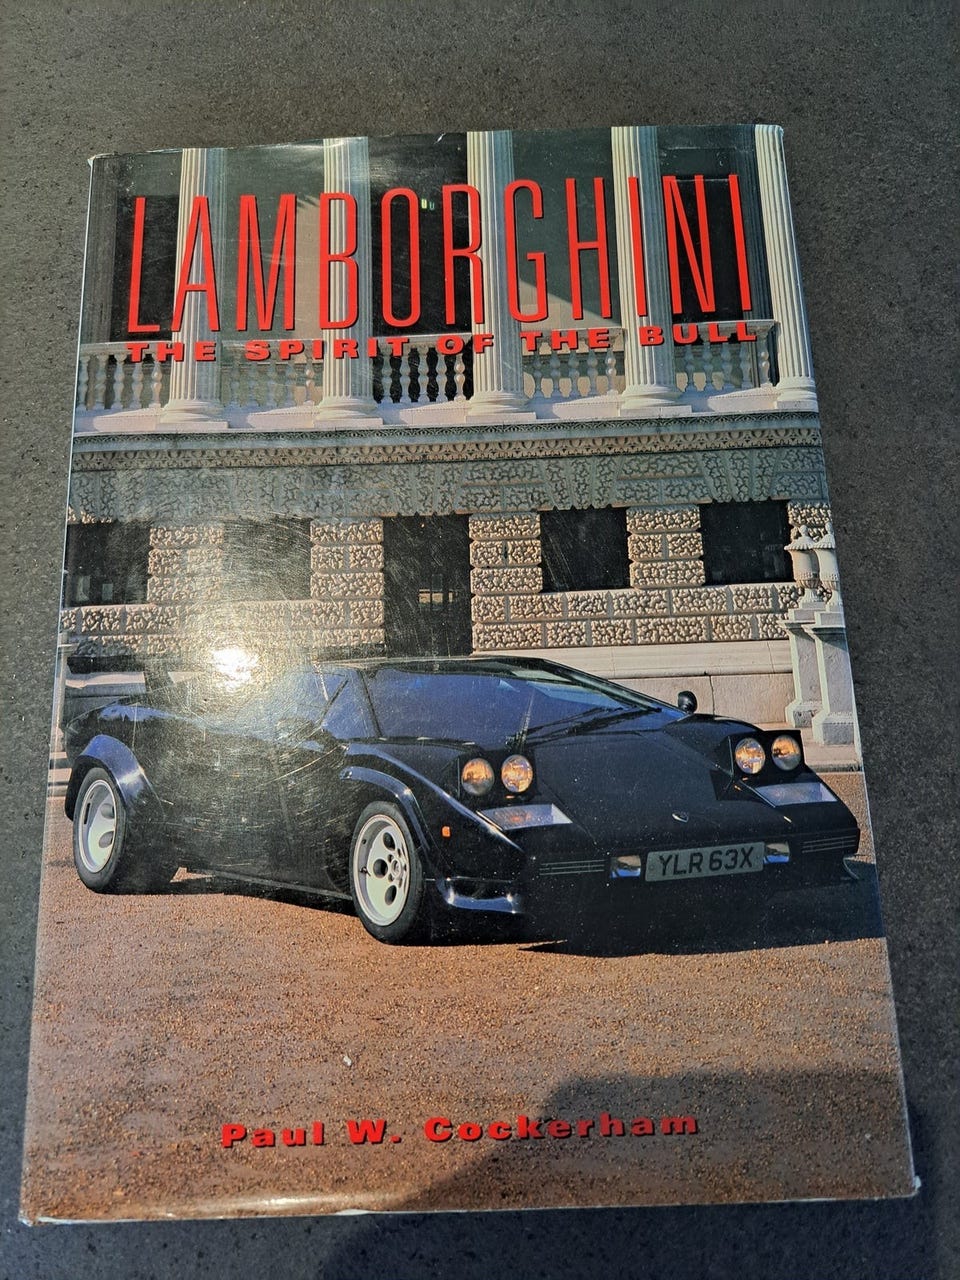 LAMBORGHINI
THE SPIRIT OF THE BULL
YLR 63X
Paul W. Cockerham